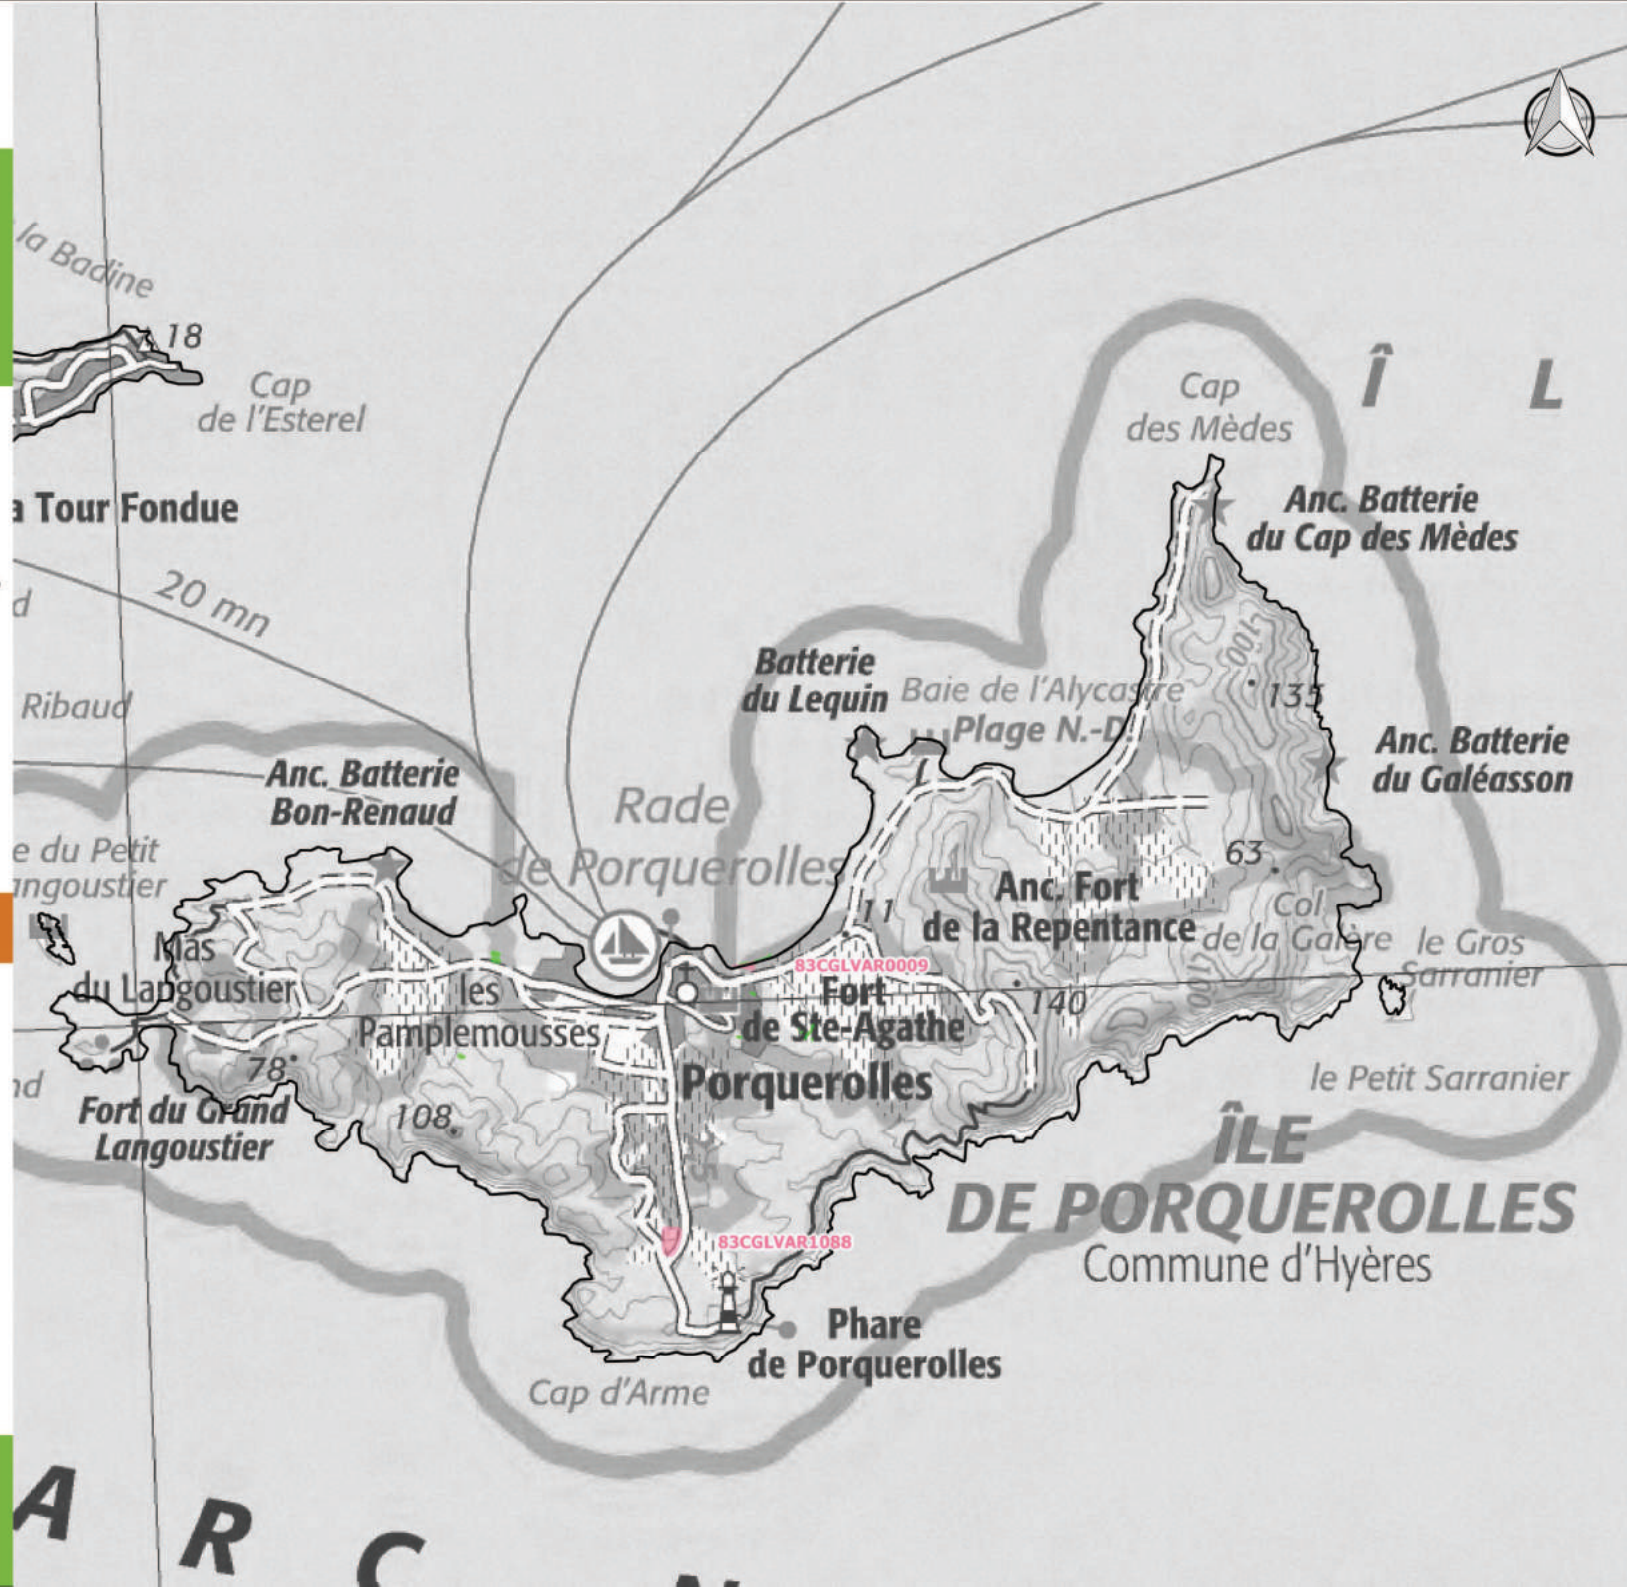 la Badine
18
Cap
de l'Esterel
Î L
Cap
des Mèdes
Anc. Batterie
du Cap des Mèdes
a Tour Fondue
20 mn
d
Ribaud
100
135
Batterie
du Lequin
Baie de l'Alycastre
Plage N.-D.
Anc. Batterie
du Galéasson
Anc. Batterie
Bon-Renaud
Rade
de Porquerolles
e du Petit
angoustier
63
Anc. Fort
de la Repentance
11
Col
de la Galère
le Gros
Sarranier
Mas
du Langoustier
les
Pamplemousses
83CGLVAR0009
Fort
de Ste-Agathe
140
100
78
nd
Porquerolles
le Petit Sarranier
Fort du Grand
Langoustier
108
ÎLE
DE PORQUEROLLES
Commune d'Hyères
83CGLVAR1088
Phare
de Porquerolles
Cap d'Arme
A R C